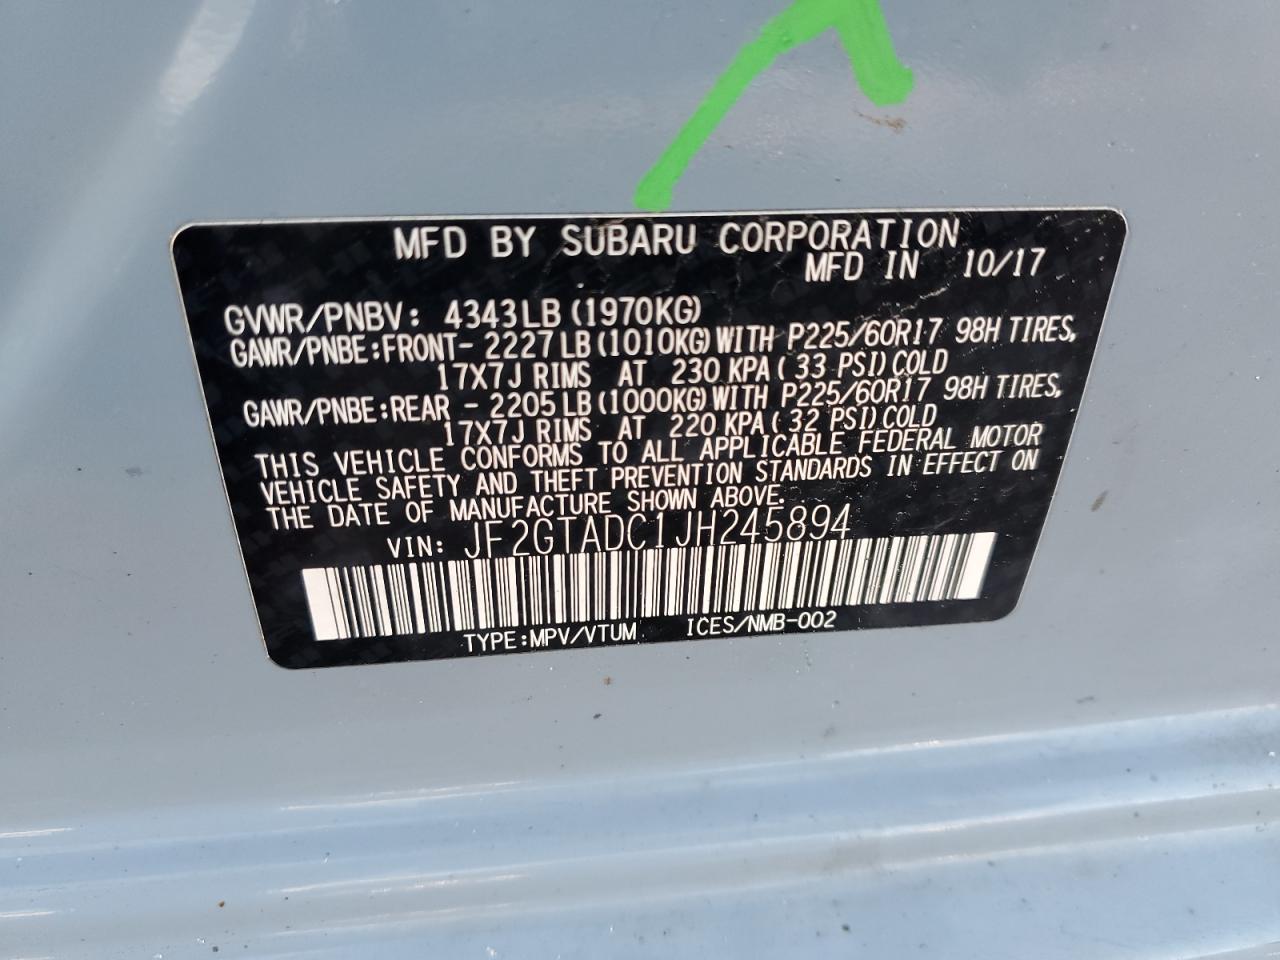 MFD BY SUBARU CORPORATION
MFD IN 10/17
GVWR/PNBV: 4343LB (1970KG)
GAWR/PNBE:FRONT- 2227LB (1010KG) WITH P225/60R17 98H TIRES,
17X7J RIMS AT 230 KPA( 33 PSI)COLD
GAWR/PNBE:REAR - 2205LB (1000KG) WITH P225/60R17 98H TIRES,
17X7J RIMS AT 220 KPA( 32 PSI)COLD
THIS VEHICLE CONFORMS TO ALL APPLICABLE FEDERAL MOTOR
VEHICLE SAFETY AND THEFT PREVENTION STANDARDS IN EFFECT ON
THE DATE OF MANUFACTURE SHOWN ABOVE.
VIN: JF2GTADC1JH245894
TYPE:MPV/VTUM ICES/NMB-002